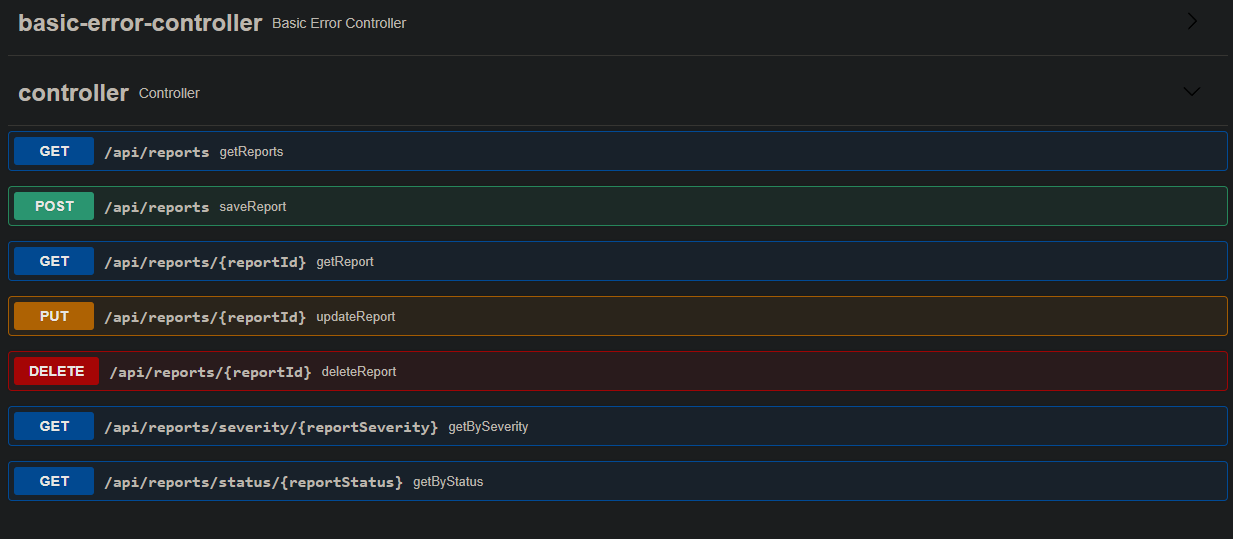 basic-error-controller Basic Error Controller
controller Controller
GET /api/reports getReports
POST /api/reports saveReport
GET /api/reports/{reportId} getReport
PUT /api/reports/{reportId} updateReport
DELETE /api/reports/{reportId} deleteReport
GET /api/reports/severity/{reportSeverity} getBySeverity
GET /api/reports/status/{reportStatus} getByStatus